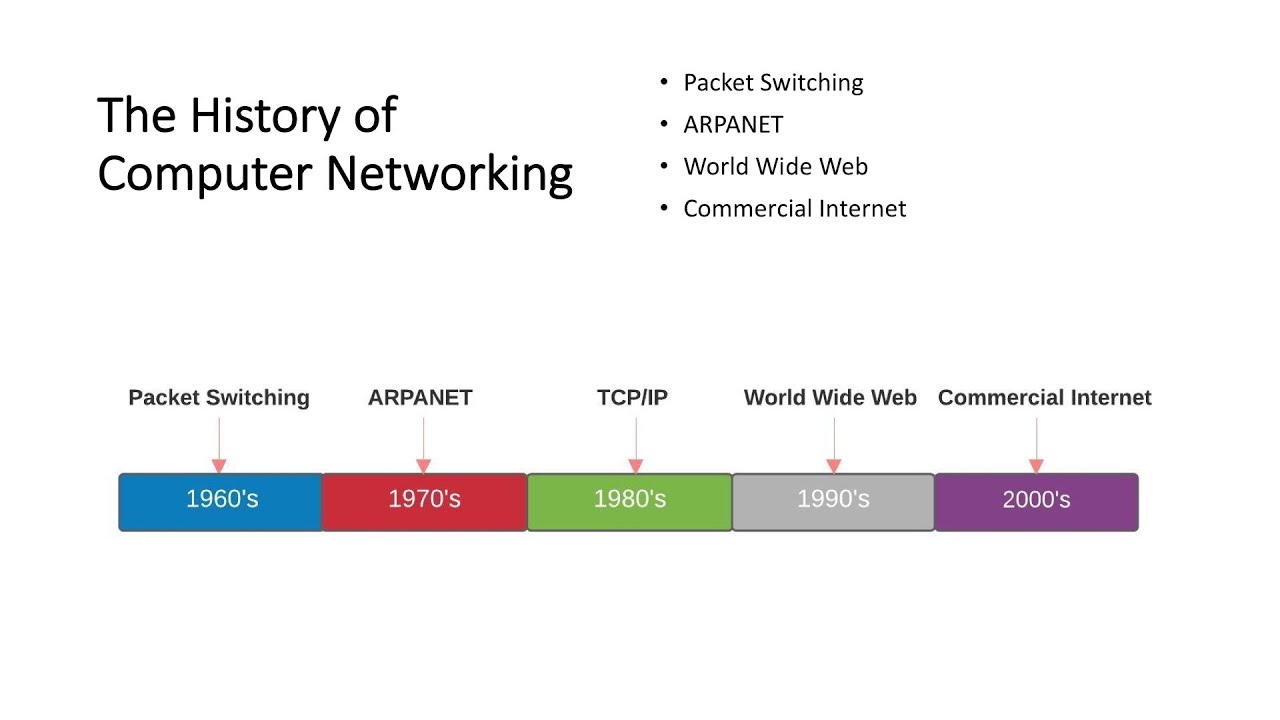 The History of
Computer Networking
• Packet Switching
• ARPANET
• World Wide Web
• Commercial Internet
Packet Switching ARPANET TCP/IP World Wide Web Commercial Internet
1960's 1970's 1980's 1990's 2000's